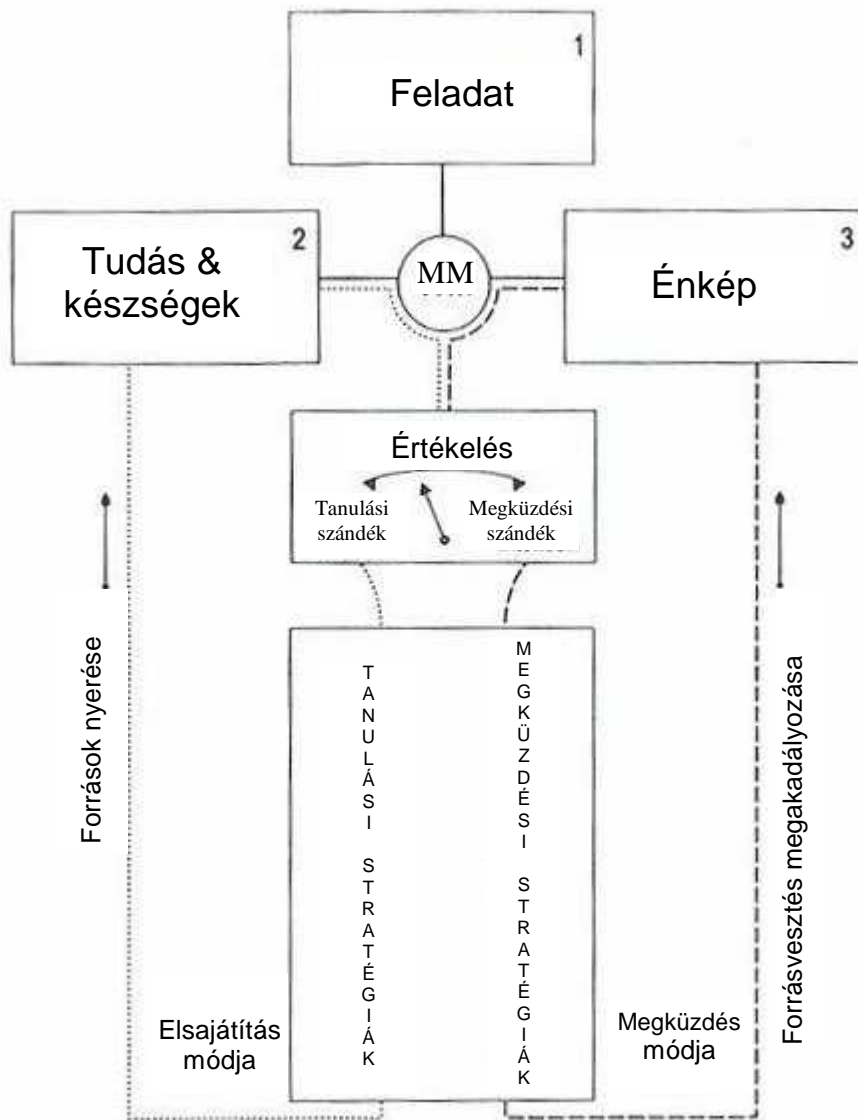 1
Feladat
2
Tudás &
készségek
MM
3
Énkép
Értékelés
Tanulási
szándék
Megküzdési
szándék
Források nyerése
TANULÁSI STRATÉGIÁK
MEGKÜZDÉSI STRATÉGIÁK
Forrásvesztés megakadályozása
Elsajátítás
módja
Megküzdés
módja